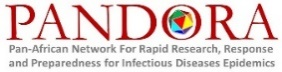 PANDORA
Pan-African Network For Rapid Research, Response
and Preparedness for Infectious Diseases Epidemics